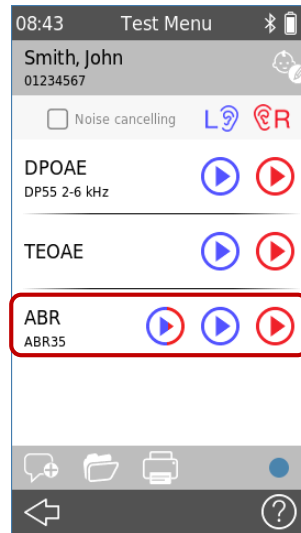 08:43 Test Menu
Smith, John
01234567
Noise cancelling L R
DPOAE
DP55 2-6 kHz
TEOAE
ABR
ABR35
?